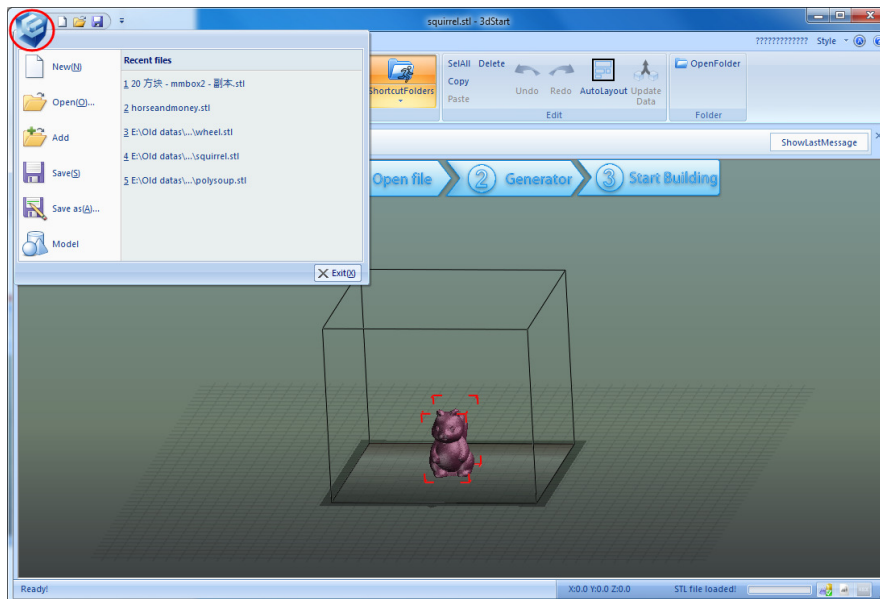 squirrel.stl - 3dStart
????????????? Style
New(N)
Open(O)...
Add
Save(S)
Save as(A)...
Model
Recent files
1 20 方块 - mmbox2 - 副本.stl
2 horseandmoney.stl
3 E:\Old datas\...\wheel.stl
4 E:\Old datas\...\squirrel.stl
5 E:\Old datas\...\polysoup.stl
Exit(X)
ShortcutFolders
SelAll Delete
Copy
Paste
Undo Redo AutoLayout Update Data
Edit
OpenFolder
Folder
ShowLastMessage
Open file 2 Generator 3 Start Building
Ready!
X:0.0 Y:0.0 Z:0.0
STL file loaded!